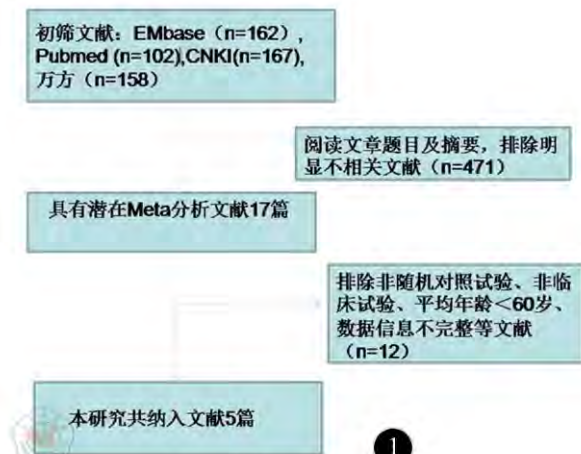 初筛文献：EMbase（n=162），
Pubmed (n=102),CNKI(n=167),
万方（n=158）
阅读文章题目及摘要，排除明
显不相关文献（n=471）
具有潜在Meta分析文献17篇
排除非随机对照试验、非临
床试验、平均年龄＜60岁、
数据信息不完整等文献
（n=12）
本研究共纳入文献5篇
1